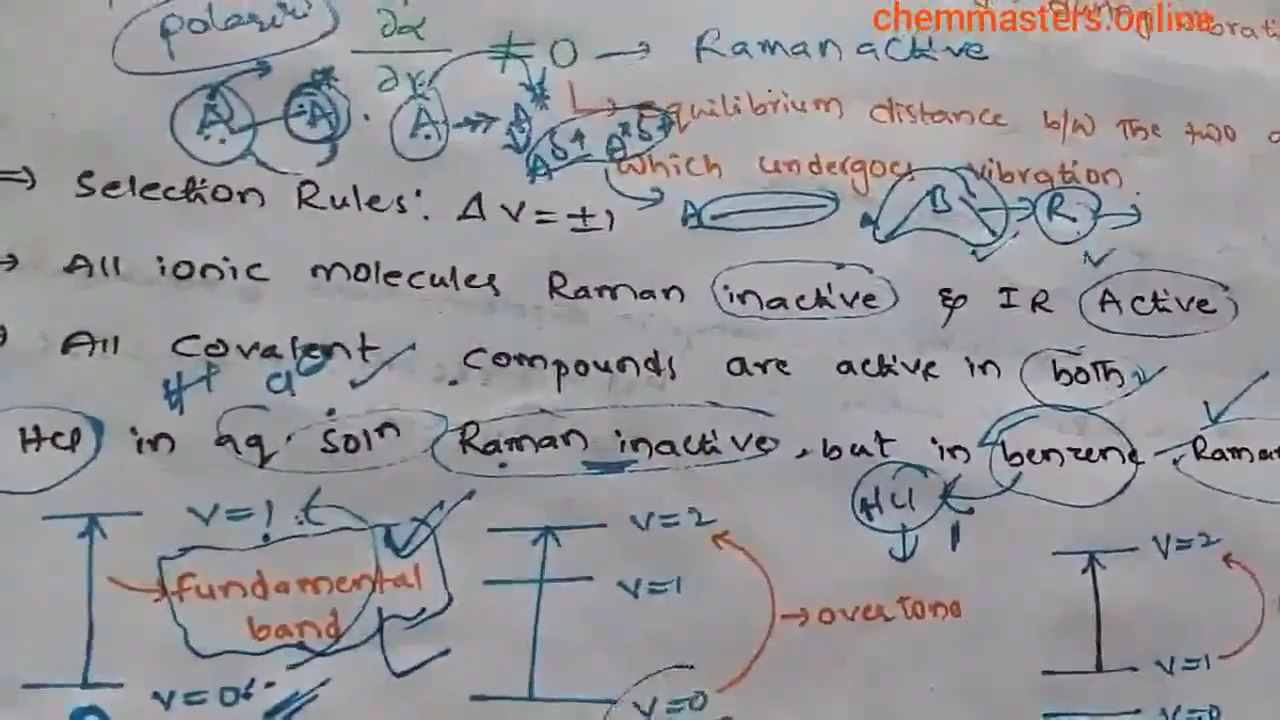 chemmasters.online
∂α
∂r ≠ 0 → Raman active
equilibrium distance b/w The two
A A A A*
A^δ+ A*^δ+
which undergoes vibration.
⇒ Selection Rules: Δv = ±1
A B R
→ All ionic molecules Raman inactive & IR Active
All covalent compounds are active in both
H Cl
HCl in aq. soln Raman inactive, but in benzene - Raman
HCl
v=1
fundamental
band
v=0
v=2
v=1
→ overtone
v=0
v=2
v=1
v=0